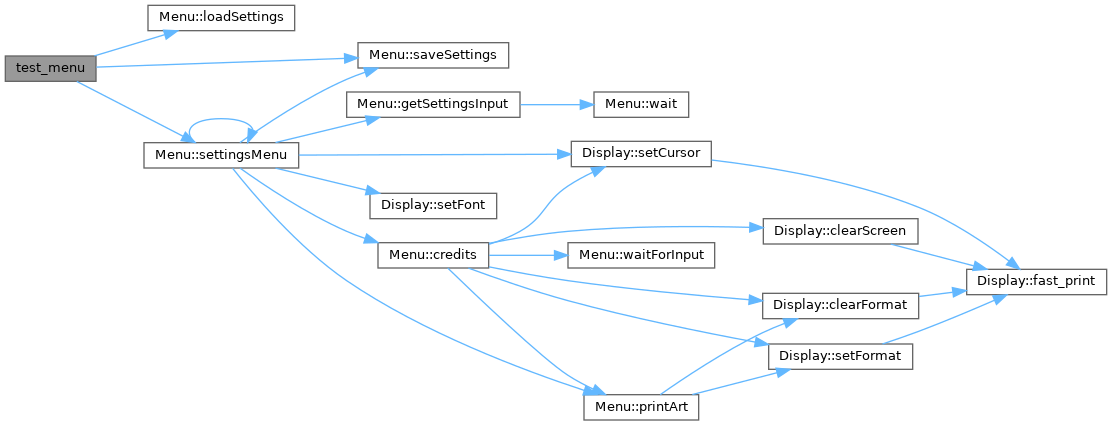 Menu::loadSettings
test_menu
Menu::saveSettings
Menu::getSettingsInput
Menu::wait
Menu::settingsMenu
Display::setCursor
Display::setFont
Display::clearScreen
Menu::credits
Menu::waitForInput
Display::fast_print
Display::clearFormat
Display::setFormat
Menu::printArt